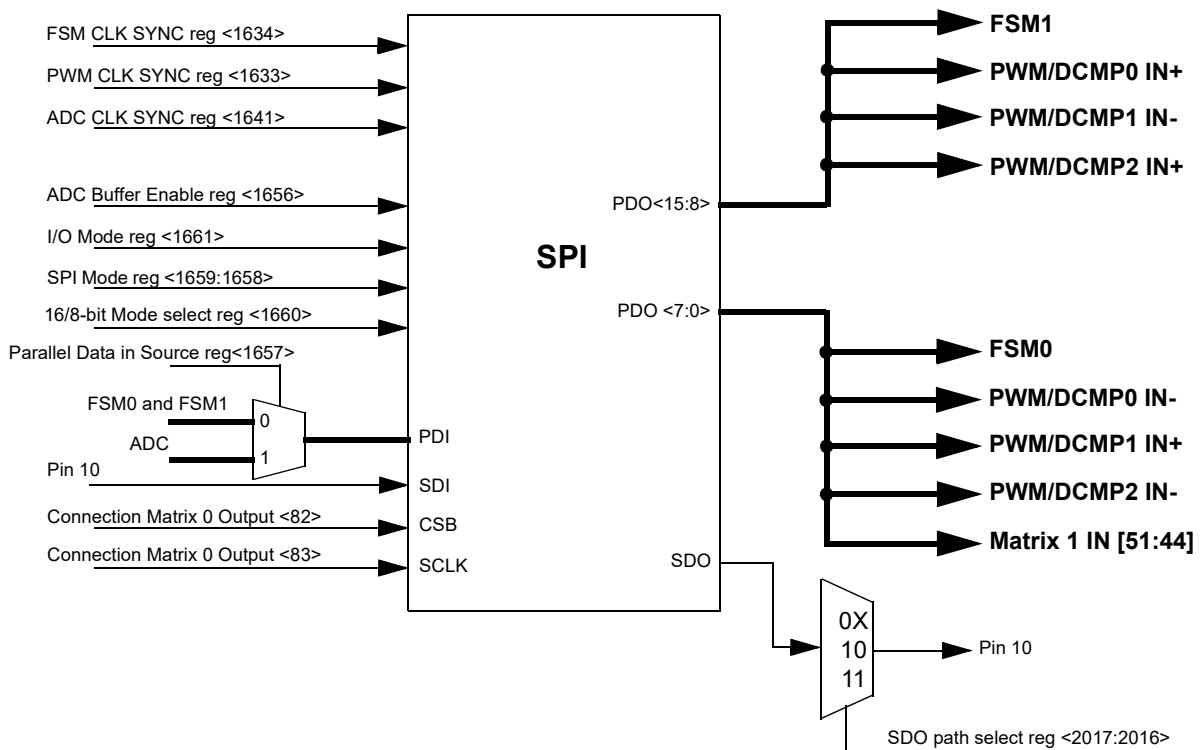 FSM CLK SYNC reg <1634>
PWM CLK SYNC reg <1633>
ADC CLK SYNC reg <1641>
ADC Buffer Enable reg <1656>
I/O Mode reg <1661>
SPI Mode reg <1659:1658>
16/8-bit Mode select reg <1660>
Parallel Data in Source reg<1657>
FSM0 and FSM1
0
ADC
1
Pin 10
Connection Matrix 0 Output <82>
Connection Matrix 0 Output <83>
PDI
SDI
CSB
SCLK
SPI
PDO<15:8>
PDO <7:0>
SDO
FSM1
PWM/DCMP0 IN+
PWM/DCMP1 IN-
PWM/DCMP2 IN+
FSM0
PWM/DCMP0 IN-
PWM/DCMP1 IN+
PWM/DCMP2 IN-
Matrix 1 IN [51:44]
0X
10
11
Pin 10
SDO path select reg <2017:2016>